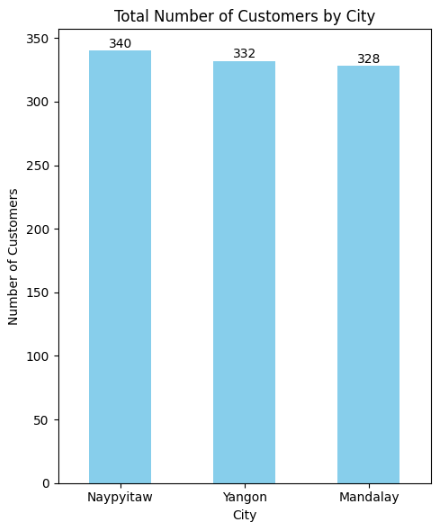 Total Number of Customers by City
350
300
250
200
150
100
50
0
Number of Customers
340
332
328
Naypyitaw
Yangon
Mandalay
City